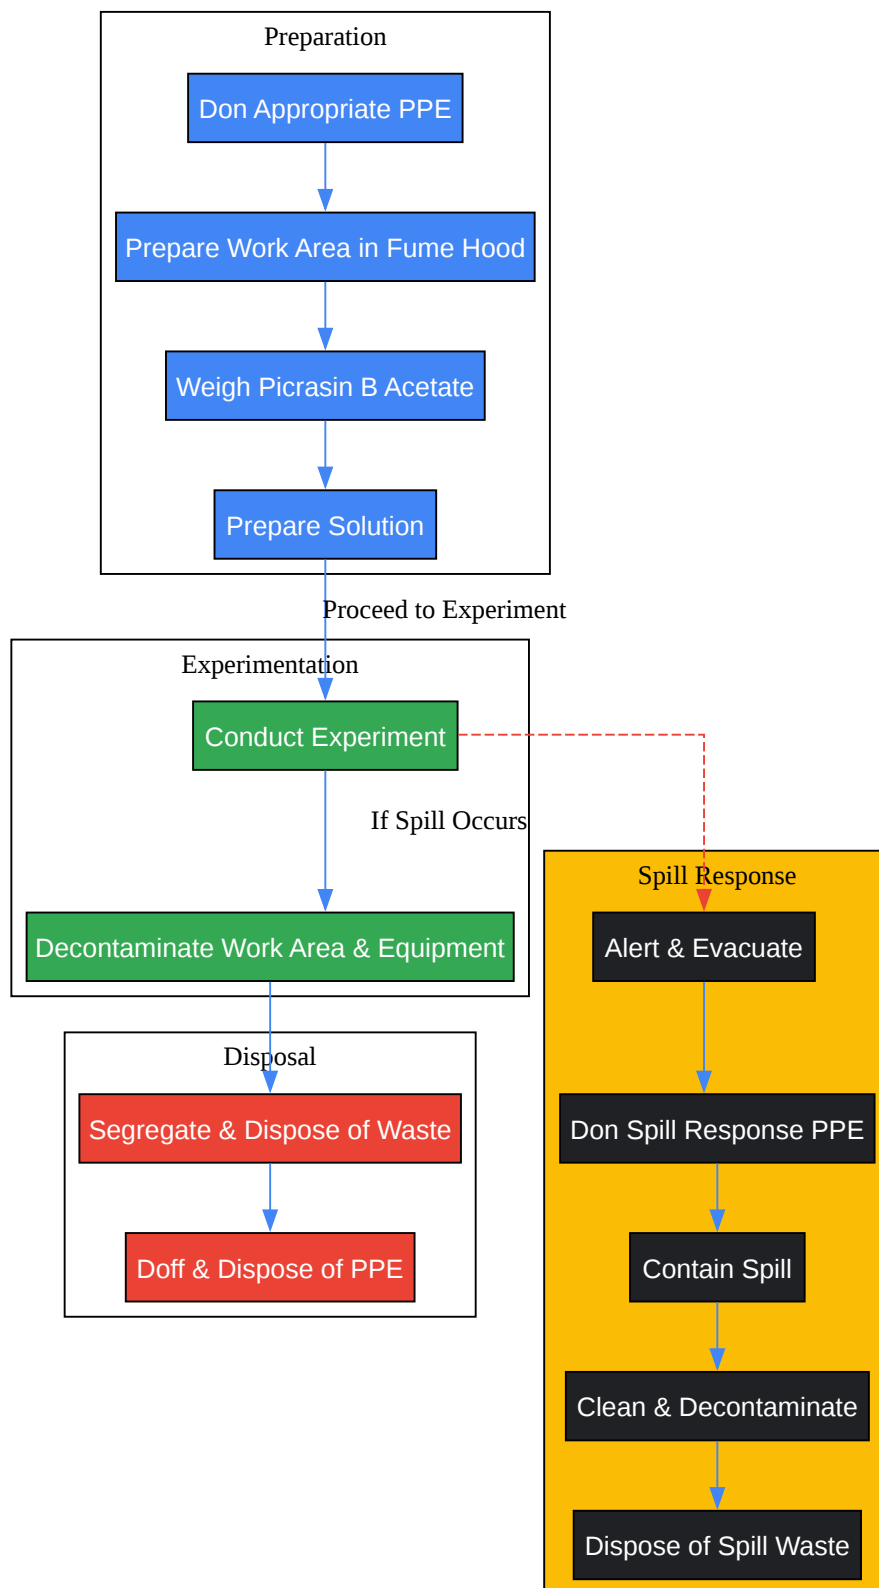 Preparation
Don Appropriate PPE
Prepare Work Area in Fume Hood
Weigh Picrasin B Acetate
Prepare Solution
Proceed to Experiment
Experimentation
Conduct Experiment
If Spill Occurs
Decontaminate Work Area & Equipment
Disposal
Segregate & Dispose of Waste
Doff & Dispose of PPE
Spill Response
Alert & Evacuate
Don Spill Response PPE
Contain Spill
Clean & Decontaminate
Dispose of Spill Waste